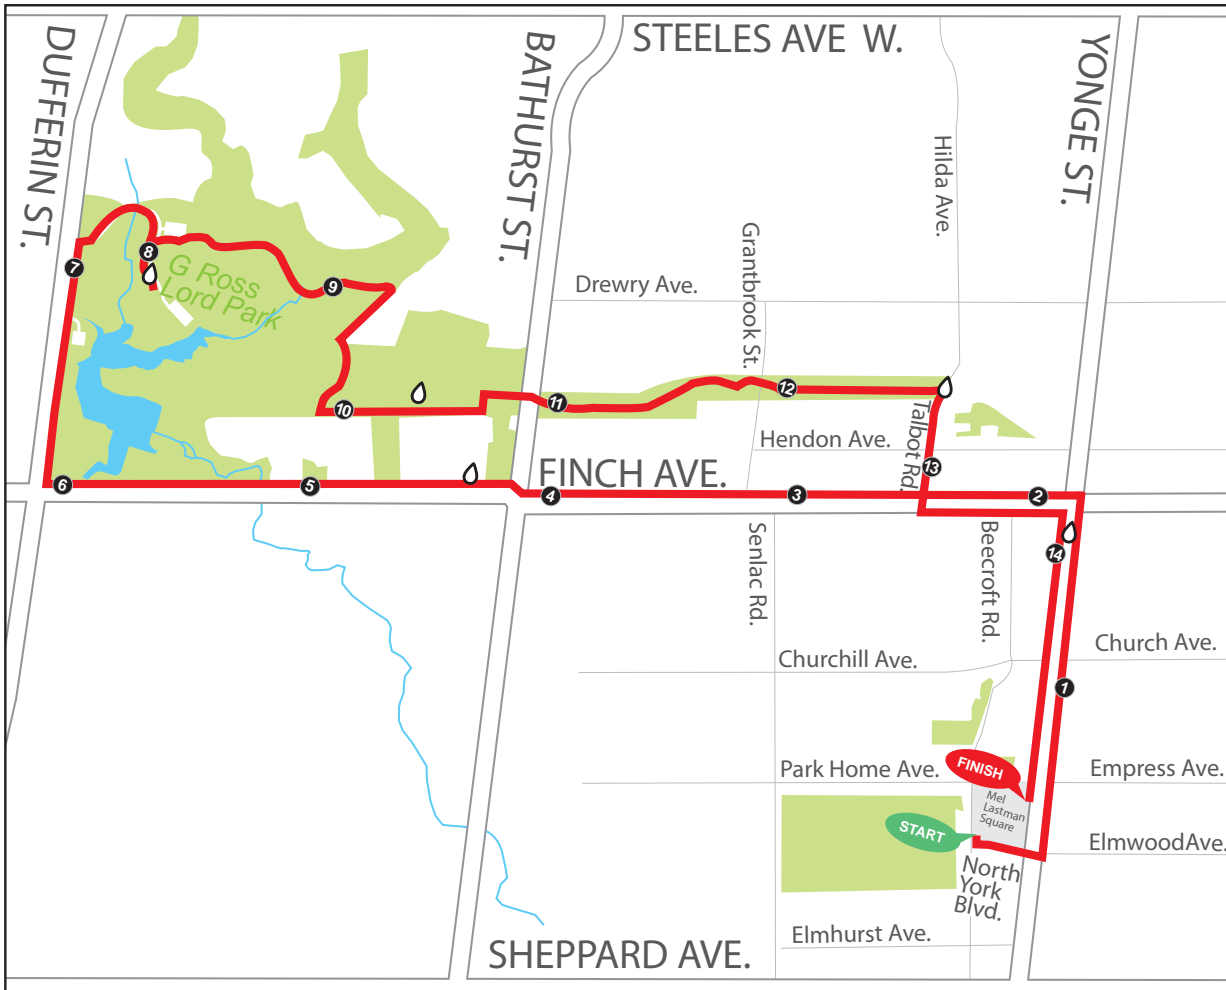 STEELES AVE W.
DUFFERIN ST.
BATHURST ST.
YONGE ST.
Hilda Ave.
Grantbrook St.
Drewry Ave.
8
7
G Ross
Lord Park
9
12
11
10
Talbot Rd.
Hendon Ave.
13
FINCH AVE.
6
5
4
3
2
Senlac Rd.
Beecroft Rd.
14
Church Ave.
Churchill Ave.
1
Park Home Ave.
FINISH
Empress Ave.
Mel
Lastman
Square
START
ElmwoodAve.
North
York
Blvd.
Elmhurst Ave.
SHEPPARD AVE.